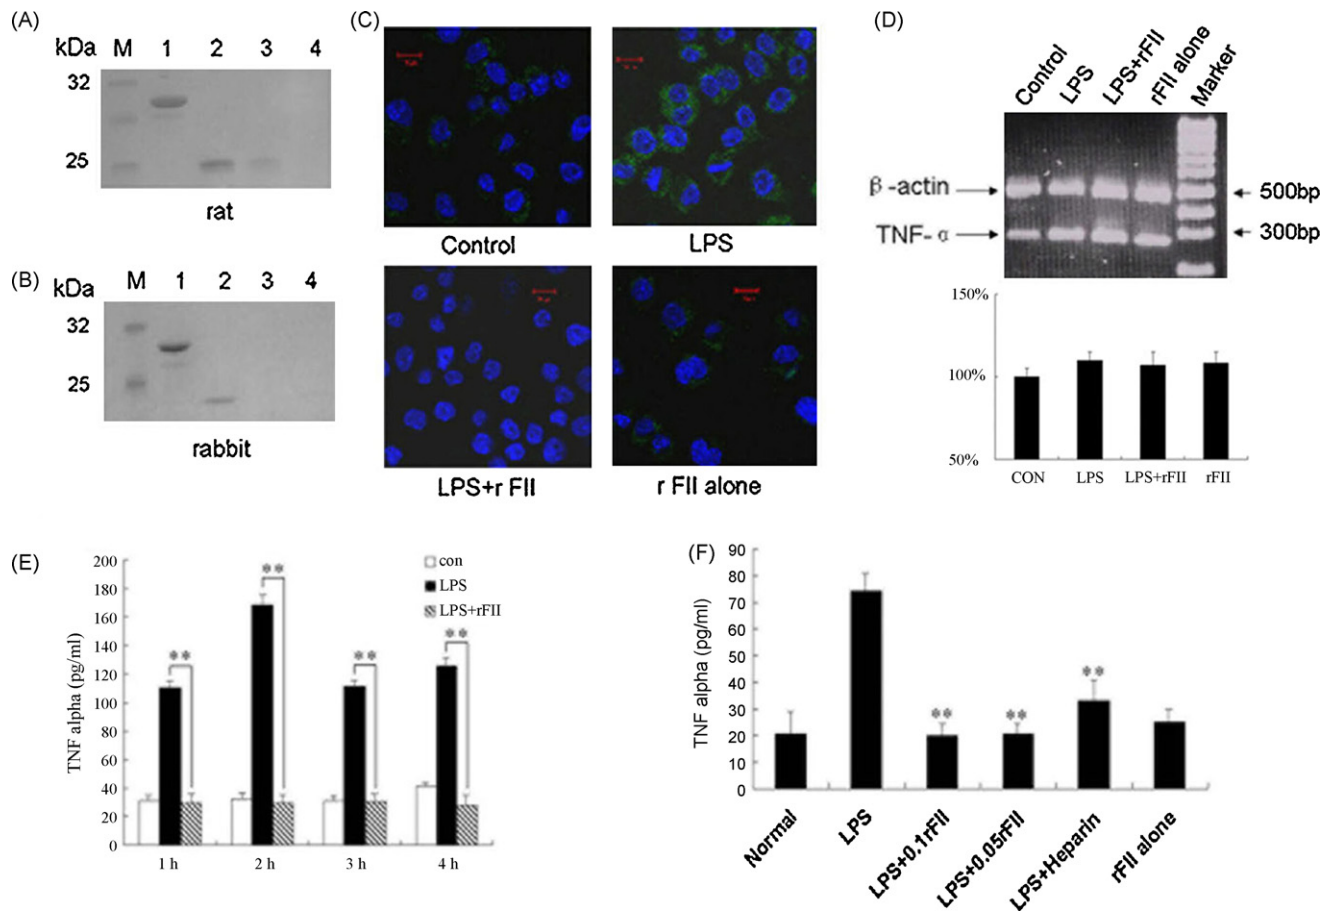 (A)
kDa M 1 2 3 4
32
25
rat
(B)
kDa M 1 2 3 4
32
25
rabbit
(C)
Control
LPS
LPS+r FII
r FII alone
(D)
Control
LPS
LPS+rFII
rFII alone
Marker
β-actin
500bp
TNF-α
300bp
150%
100%
50%
CON LPS LPS+rFII rFII
(E)
TNF alpha (pg/ml)
200
180
160
140
120
100
80
60
40
20
0
con
LPS
LPS+rFII
**
**
**
**
1 h 2 h 3 h 4 h
(F)
TNF alpha (pg/ml)
90
80
70
60
50
40
30
20
10
0
**
**
**
Normal
LPS
LPS+0.1rFII
LPS+0.05rFII
LPS+Heparin
rFII alone